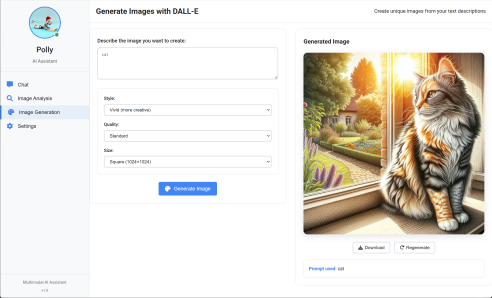 Polly
AI Assistant
Chat
Image Analysis
Image Generation
Settings
Multimodal AI Assistant
Generate Images with DALL-E
Create unique images from your text descriptions
Describe the image you want to create:
cat
Style:
Vivid (more creative)
Quality:
Standard
Size:
Square (1024×1024)
Generate Image
Generated Image
Download
Regenerate
Prompt used: cat